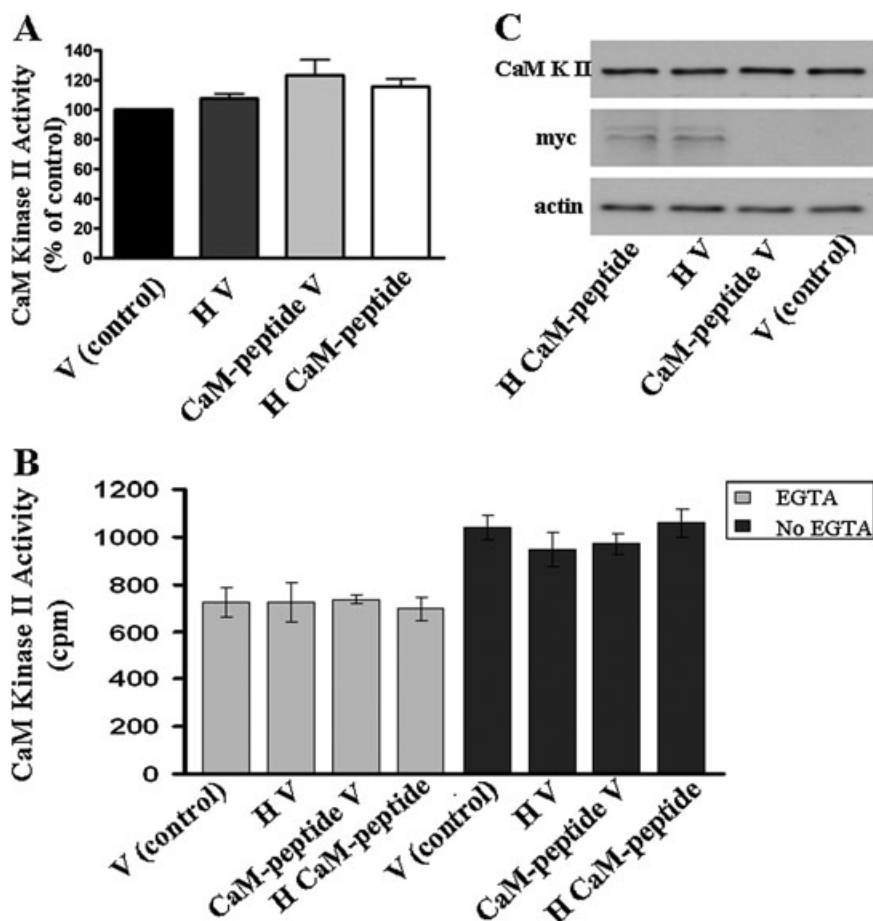 A
CaM Kinase II Activity
(% of control)
140
120
100
80
60
40
20
0
V (control)
H V
CaM-peptide V
H CaM-peptide
C
CaM K II
myc
actin
H CaM-peptide
H V
CaM-peptide V
V (control)
B
CaM Kinase II Activity
(cpm)
1200
1000
800
600
400
200
0
EGTA
No EGTA
V (control)
H V
CaM-peptide V
H CaM-peptide
V (control)
H V
CaM-peptide V
H CaM-peptide